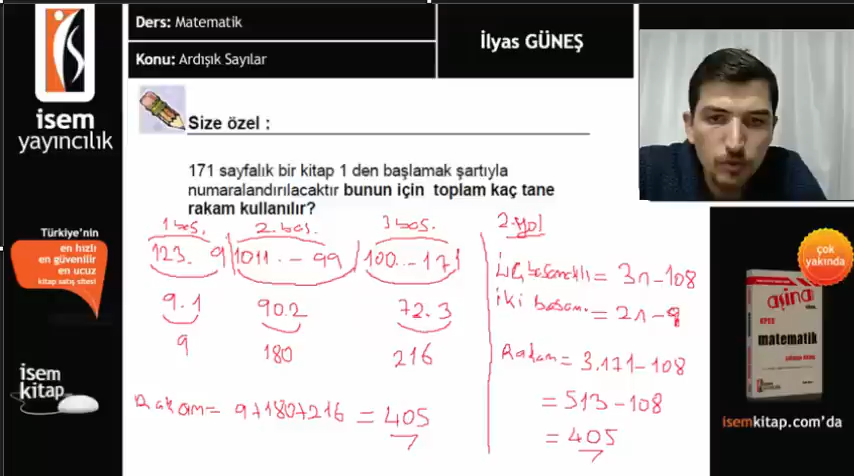 Ders: Matematik
Konu: Ardışık Sayılar
İlyas GÜNEŞ
isem
yayıncılık
Türkiye'nin
en hızlı
en güvenilir
en ucuz
kitap satış sitesi
isem
kitap
Size özel :
171 sayfalık bir kitap 1 den başlamak şartıyla
numaralandırılacaktır bunun için toplam kaç tane
rakam kullanılır?
1 bas. 2. bas. 3 bas.
123. 9 1011. - 99 100..-171
9.1 90.2 72.3
9 180 216
Rakam = 9+180+216 = 405
2. yol
Üç basamaklı = 3n-108
iki basam. = 2n-9
Rakam = 3.171-108
= 513-108
= 405
çok
yakında
aşina
KPSS
matematik
isemkitap.com'da